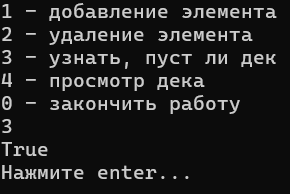 1 – добавление элемента
2 – удаление элемента
3 – узнать, пуст ли дек
4 – просмотр дека
0 – закончить работу
3
True
Нажмите enter...